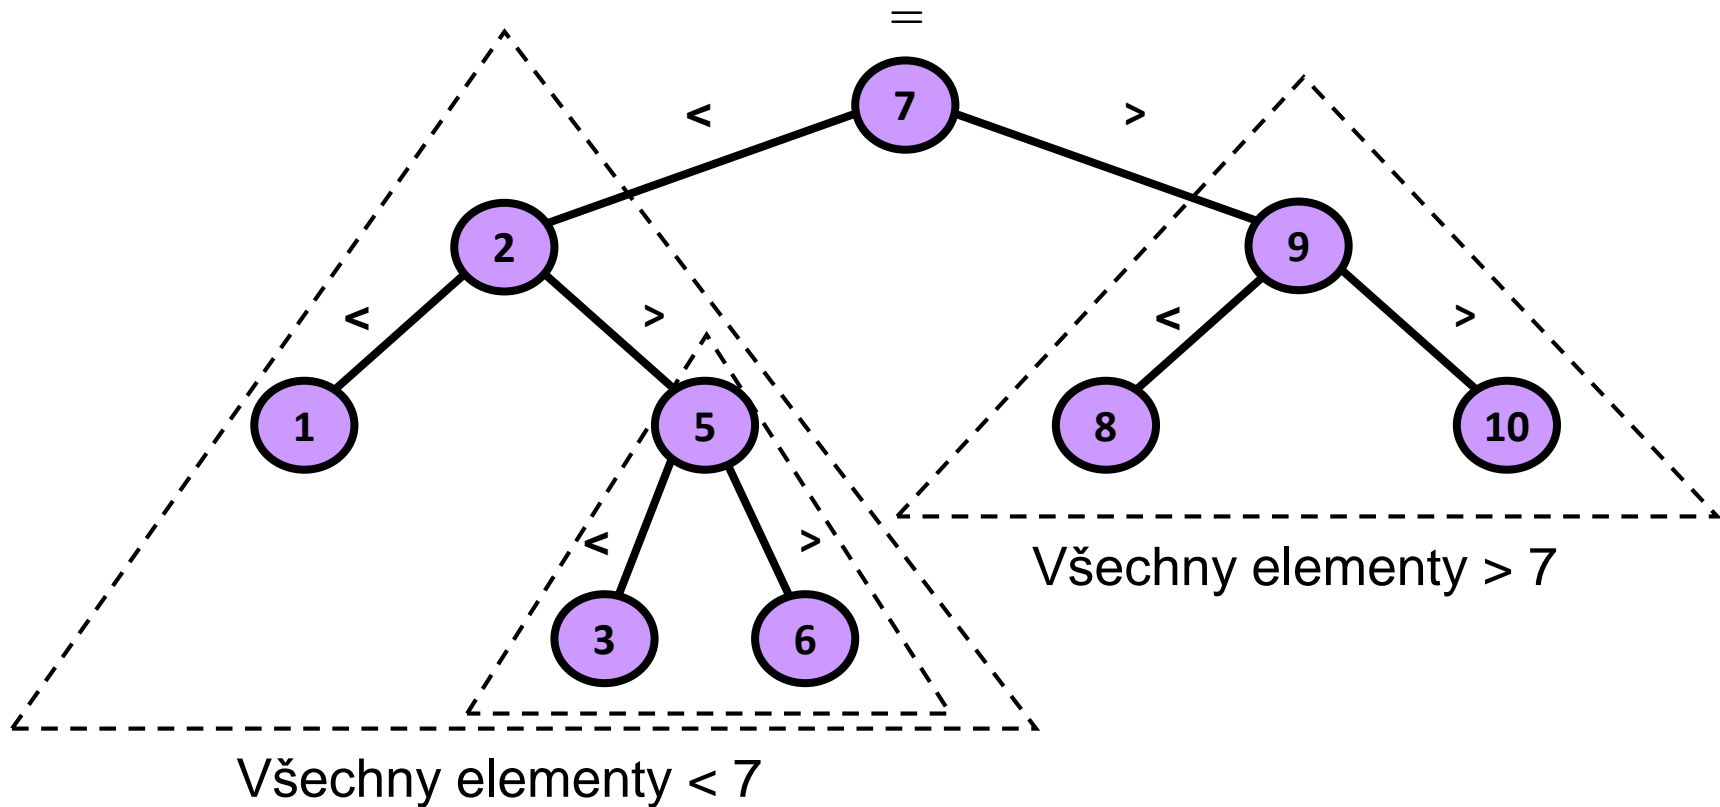 =
< 7 >
2 9
< > < >
1 5 8 10
< >
Všechny elementy > 7
3 6
Všechny elementy < 7